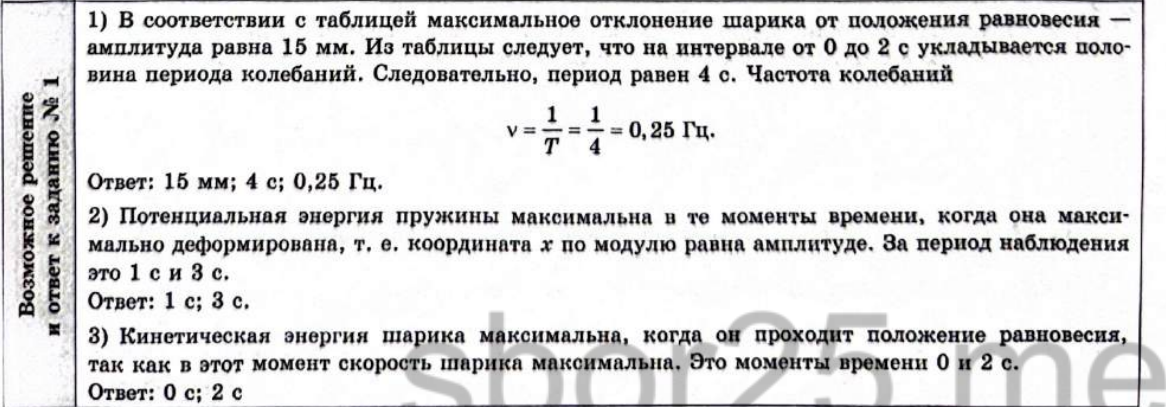 Возможное решение
и ответ к заданию № 1
1) В соответствии с таблицей максимальное отклонение шарика от положения равновесия —
амплитуда равна 15 мм. Из таблицы следует, что на интервале от 0 до 2 с укладывается поло-
вина периода колебаний. Следовательно, период равен 4 с. Частота колебаний
ν = 1/T = 1/4 = 0,25 Гц.
Ответ: 15 мм; 4 с; 0,25 Гц.
2) Потенциальная энергия пружины максимальна в те моменты времени, когда она макси-
мально деформирована, т. е. координата x по модулю равна амплитуде. За период наблюдения
это 1 с и 3 с.
Ответ: 1 с; 3 с.
3) Кинетическая энергия шарика максимальна, когда он проходит положение равновесия,
так как в этот момент скорость шарика максимальна. Это моменты времени 0 и 2 с.
Ответ: 0 с; 2 с
sbor25.me